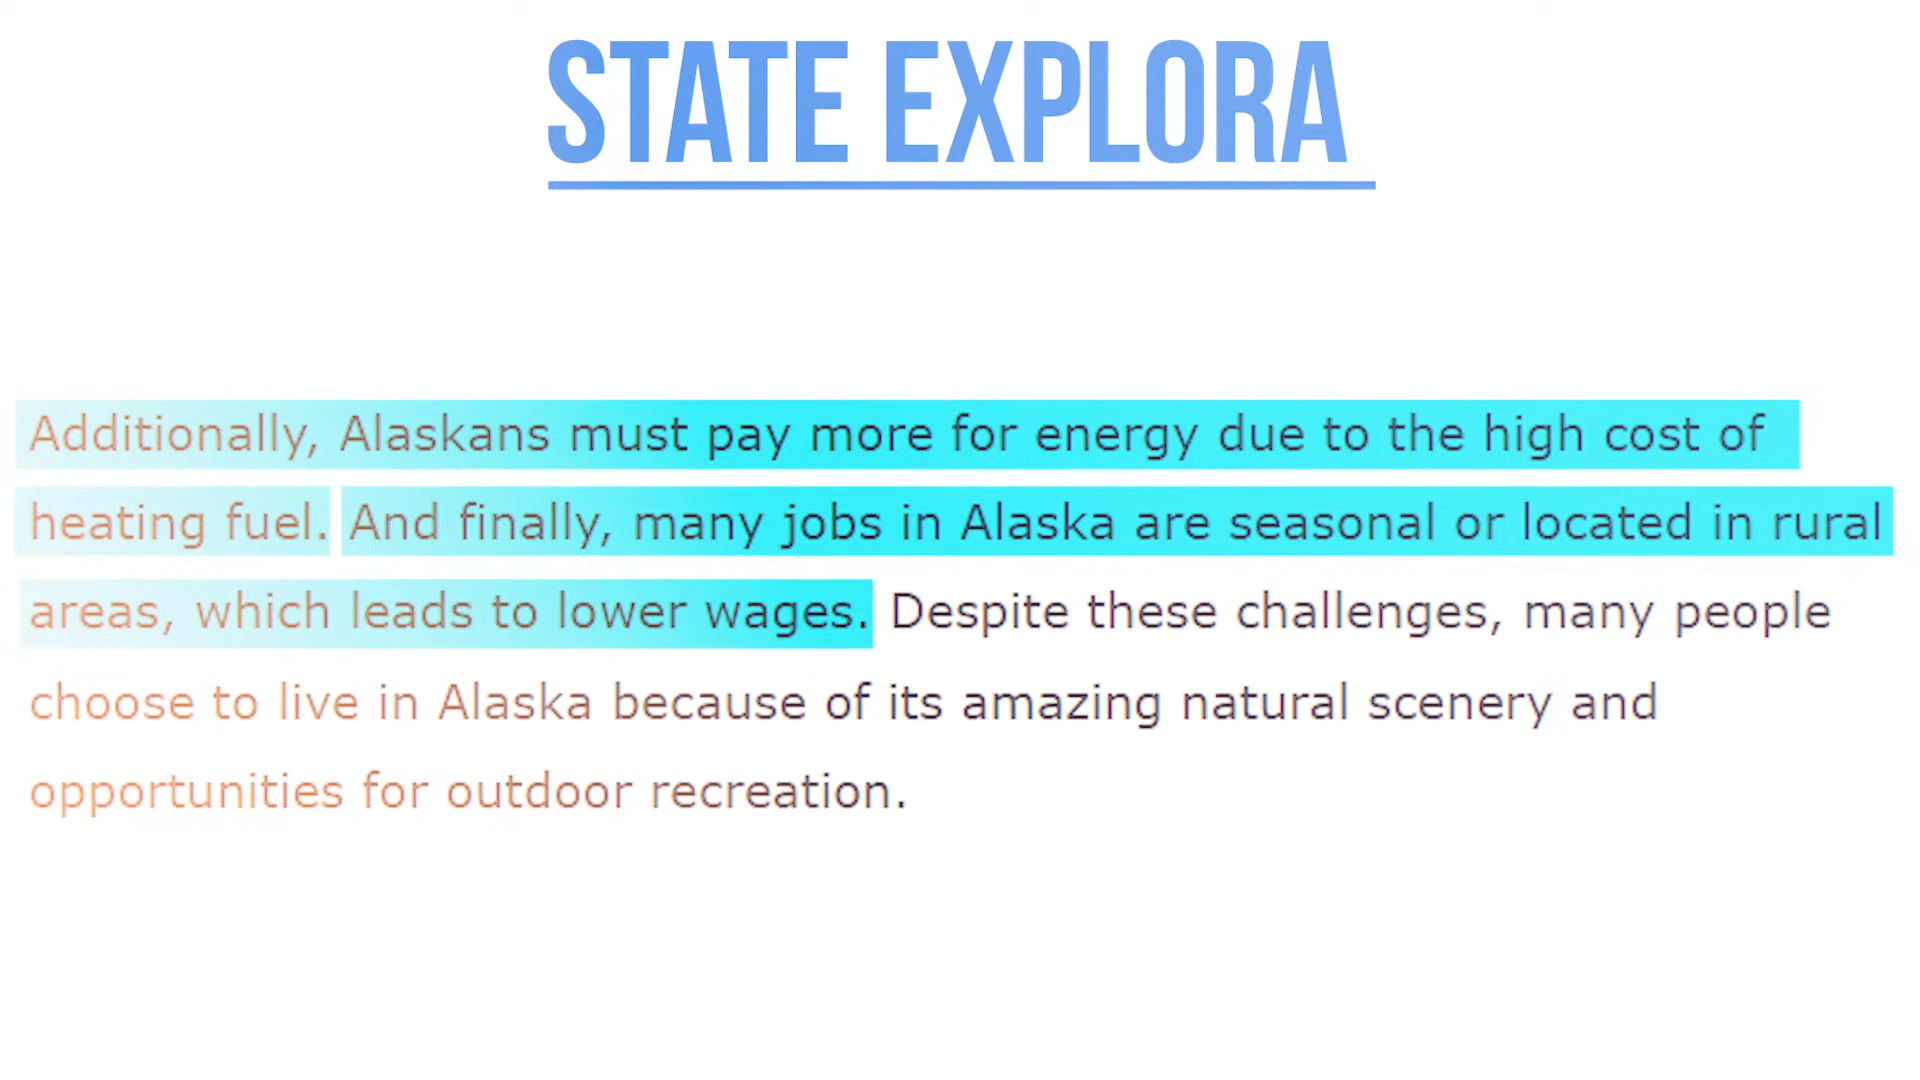 STATE EXPLORA
Additionally, Alaskans must pay more for energy due to the high cost of
heating fuel. And finally, many jobs in Alaska are seasonal or located in rural
areas, which leads to lower wages. Despite these challenges, many people
choose to live in Alaska because of its amazing natural scenery and
opportunities for outdoor recreation.